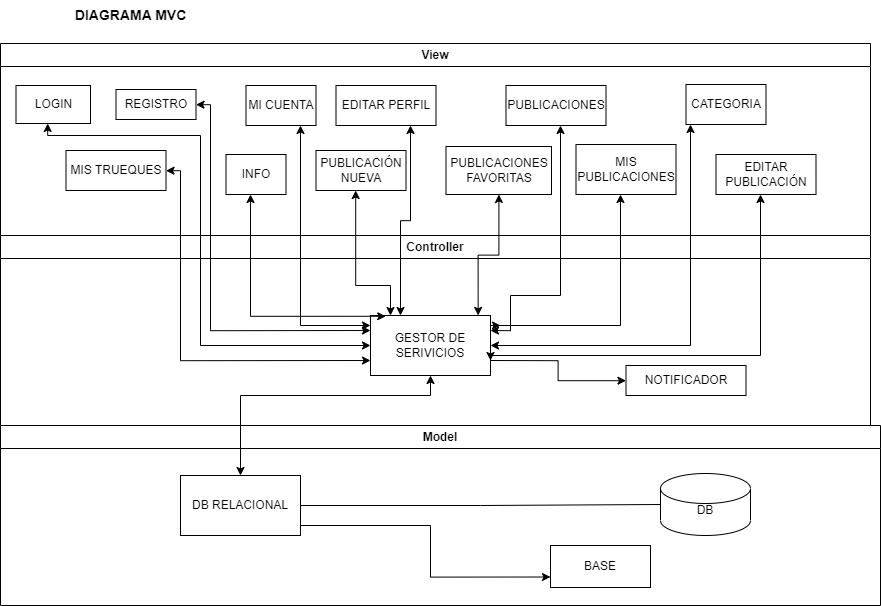 DIAGRAMA MVC
View
LOGIN
REGISTRO
MI CUENTA
EDITAR PERFIL
PUBLICACIONES
CATEGORIA
MIS TRUEQUES
INFO
PUBLICACIÓN
NUEVA
PUBLICACIONES
FAVORITAS
MIS
PUBLICACIONES
EDITAR
PUBLICACIÓN
Controller
GESTOR DE
SERIVICIOS
NOTIFICADOR
Model
DB RELACIONAL
DB
BASE